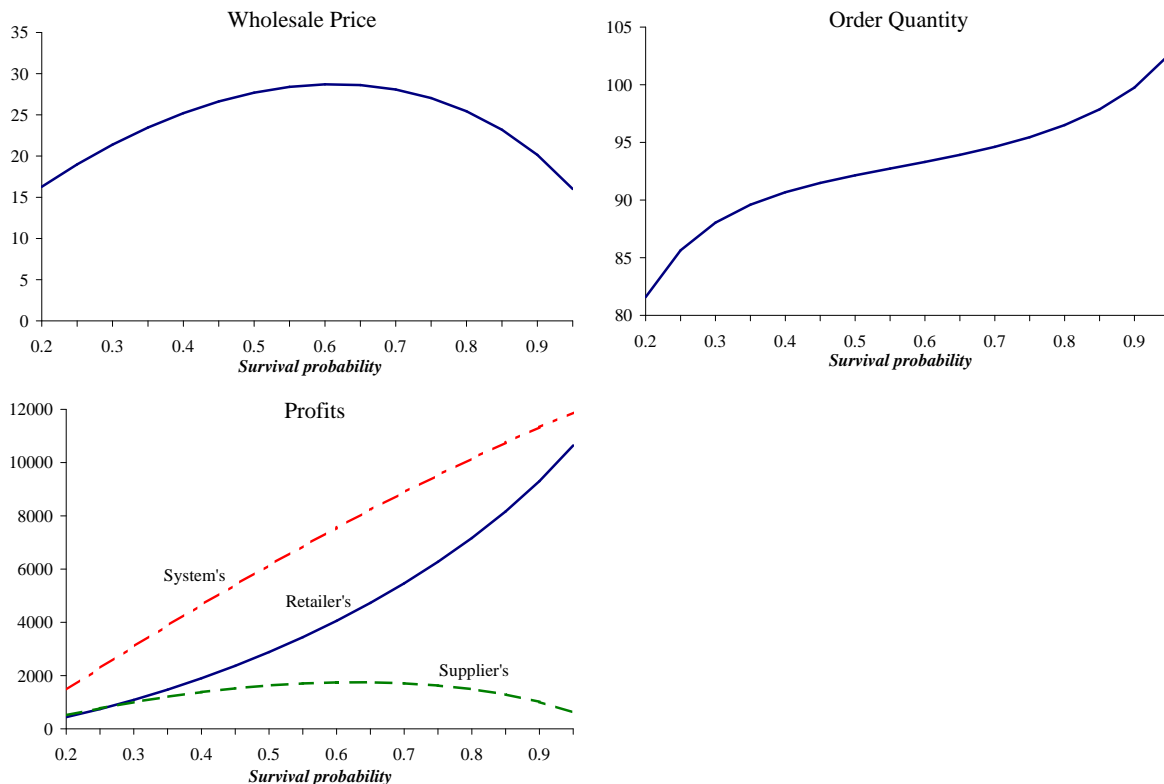 Wholesale Price
35
30
25
20
15
10
5
0
0.2 0.3 0.4 0.5 0.6 0.7 0.8 0.9
Survival probability
Order Quantity
105
100
95
90
85
80
0.2 0.3 0.4 0.5 0.6 0.7 0.8 0.9
Survival probability
Profits
12000
10000
8000
6000
4000
2000
0
System's
Retailer's
Supplier's
0.2 0.3 0.4 0.5 0.6 0.7 0.8 0.9
Survival probability